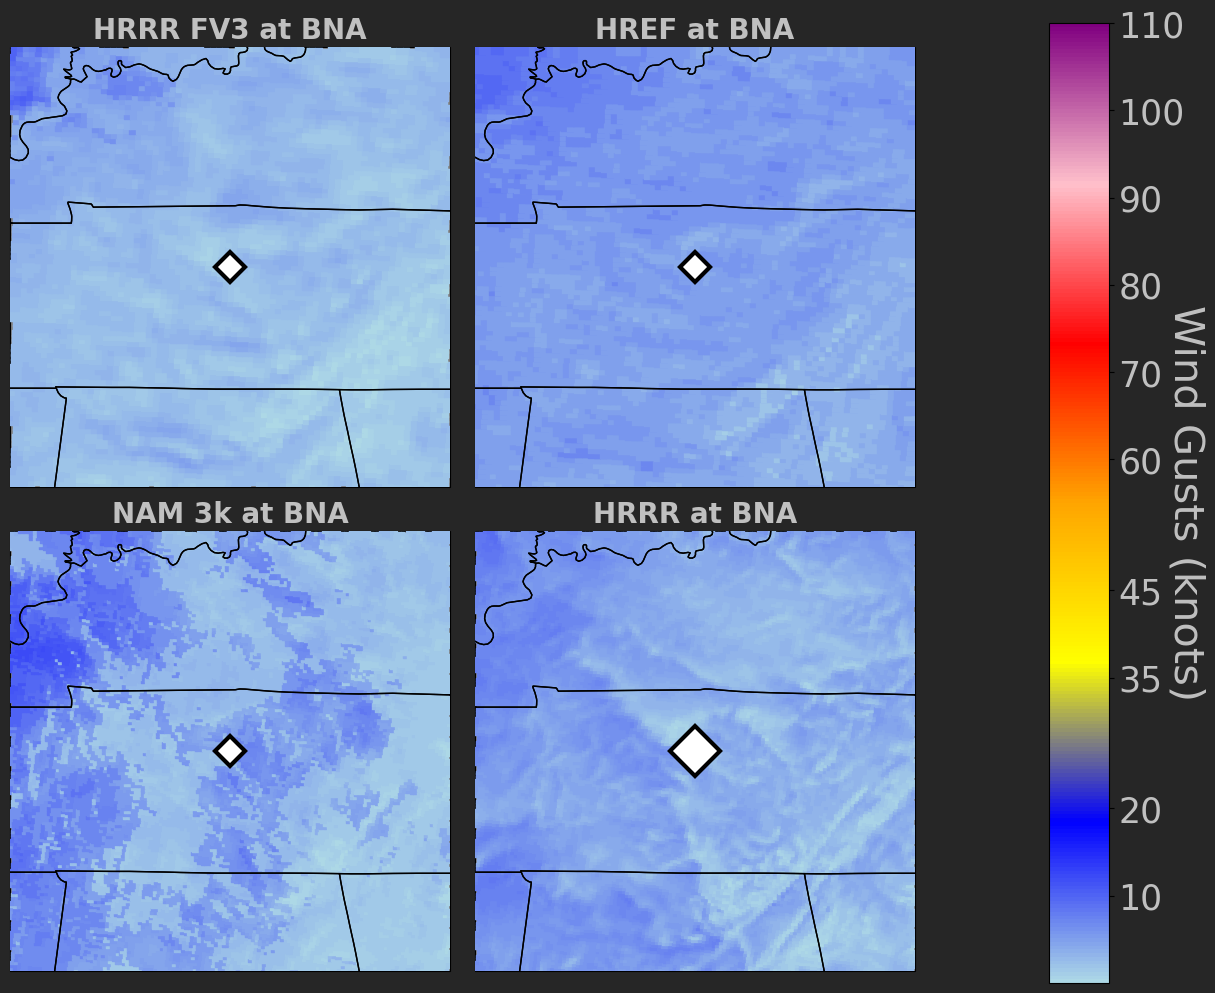 HRRR FV3 at BNA
HREF at BNA
NAM 3k at BNA
HRRR at BNA
110
100
90
80
70
60
45
35
20
10
Wind Gusts (knots)